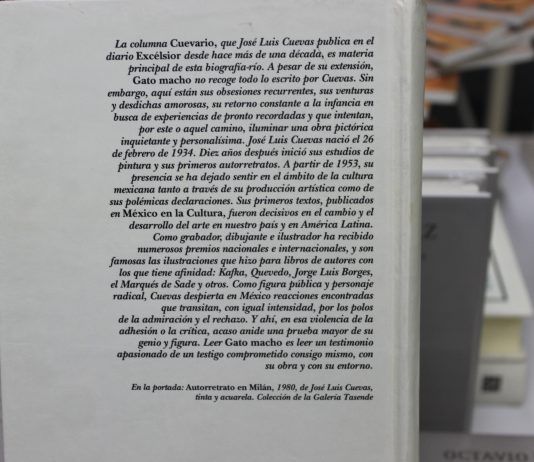 La columna Cuevario, que José Luis Cuevas publica en el
diario Excélsior desde hace más de una década, es materia
principal de esta biografía-río. A pesar de su extensión,
Gato macho no recoge todo lo escrito por Cuevas. Sin
embargo, aquí están sus obsesiones recurrentes, sus venturas
y desdichas amorosas, su retorno constante a la infancia en
busca de experiencias de pronto recordadas y que intentan,
por este o aquel camino, iluminar una obra pictórica
inquietante y personalísima. José Luis Cuevas nació el 26
de febrero de 1934. Diez años después inició sus estudios de
pintura y sus primeros autorretratos. A partir de 1953, su
presencia se ha dejado sentir en el ámbito de la cultura
mexicana tanto a través de su producción artística como de
sus polémicas declaraciones. Sus primeros textos, publicados
en México en la Cultura, fueron decisivos en el cambio y el
desarrollo del arte en nuestro país y en América Latina.
Como grabador, dibujante e ilustrador ha recibido
numerosos premios nacionales e internacionales, y son
famosas las ilustraciones que hizo para libros de autores con
los que tiene afinidad: Kafka, Quevedo, Jorge Luis Borges,
el Marqués de Sade y otros. Como figura pública y personaje
radical, Cuevas despierta en México reacciones encontradas
que transitan, con igual intensidad, por los polos
de la admiración y el rechazo. Y ahí, en esa violencia de la
adhesión o la crítica, acaso anide una prueba mayor de su
genio y figura. Leer Gato macho es leer un testimonio
apasionado de un testigo comprometido consigo mismo, con
su obra y con su entorno.
En la portada: Autorretrato en Milán, 1980, de José Luis Cuevas,
tinta y acuarela. Colección de la Galería Tasende
OCTAVIO